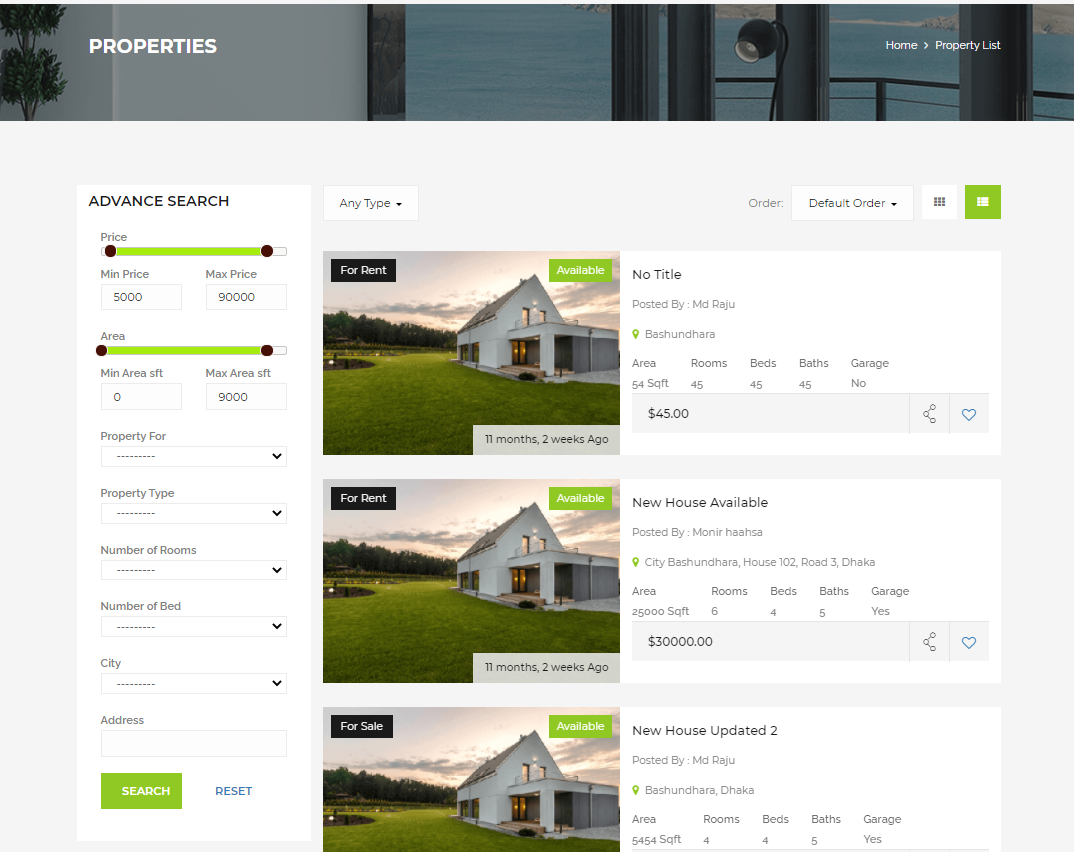 PROPERTIES
Home > Property List
ADVANCE SEARCH
Price
Min Price Max Price
5000 90000
Area
Min Area sft Max Area sft
0 9000
Property For
---------
Property Type
---------
Number of Rooms
---------
Number of Bed
---------
City
---------
Address
SEARCH RESET
Any Type
Order: Default Order
For Rent Available
11 months, 2 weeks Ago
No Title
Posted By : Md Raju
Bashundhara
Area Rooms Beds Baths Garage
54 Sqft 45 45 45 No
$45.00
For Rent Available
11 months, 2 weeks Ago
New House Available
Posted By : Monir haahsa
City Bashundhara, House 102, Road 3, Dhaka
Area Rooms Beds Baths Garage
25000 Sqft 6 4 5 Yes
$30000.00
For Sale Available
New House Updated 2
Posted By : Md Raju
Bashundhara, Dhaka
Area Rooms Beds Baths Garage
5454 Sqft 4 4 5 Yes